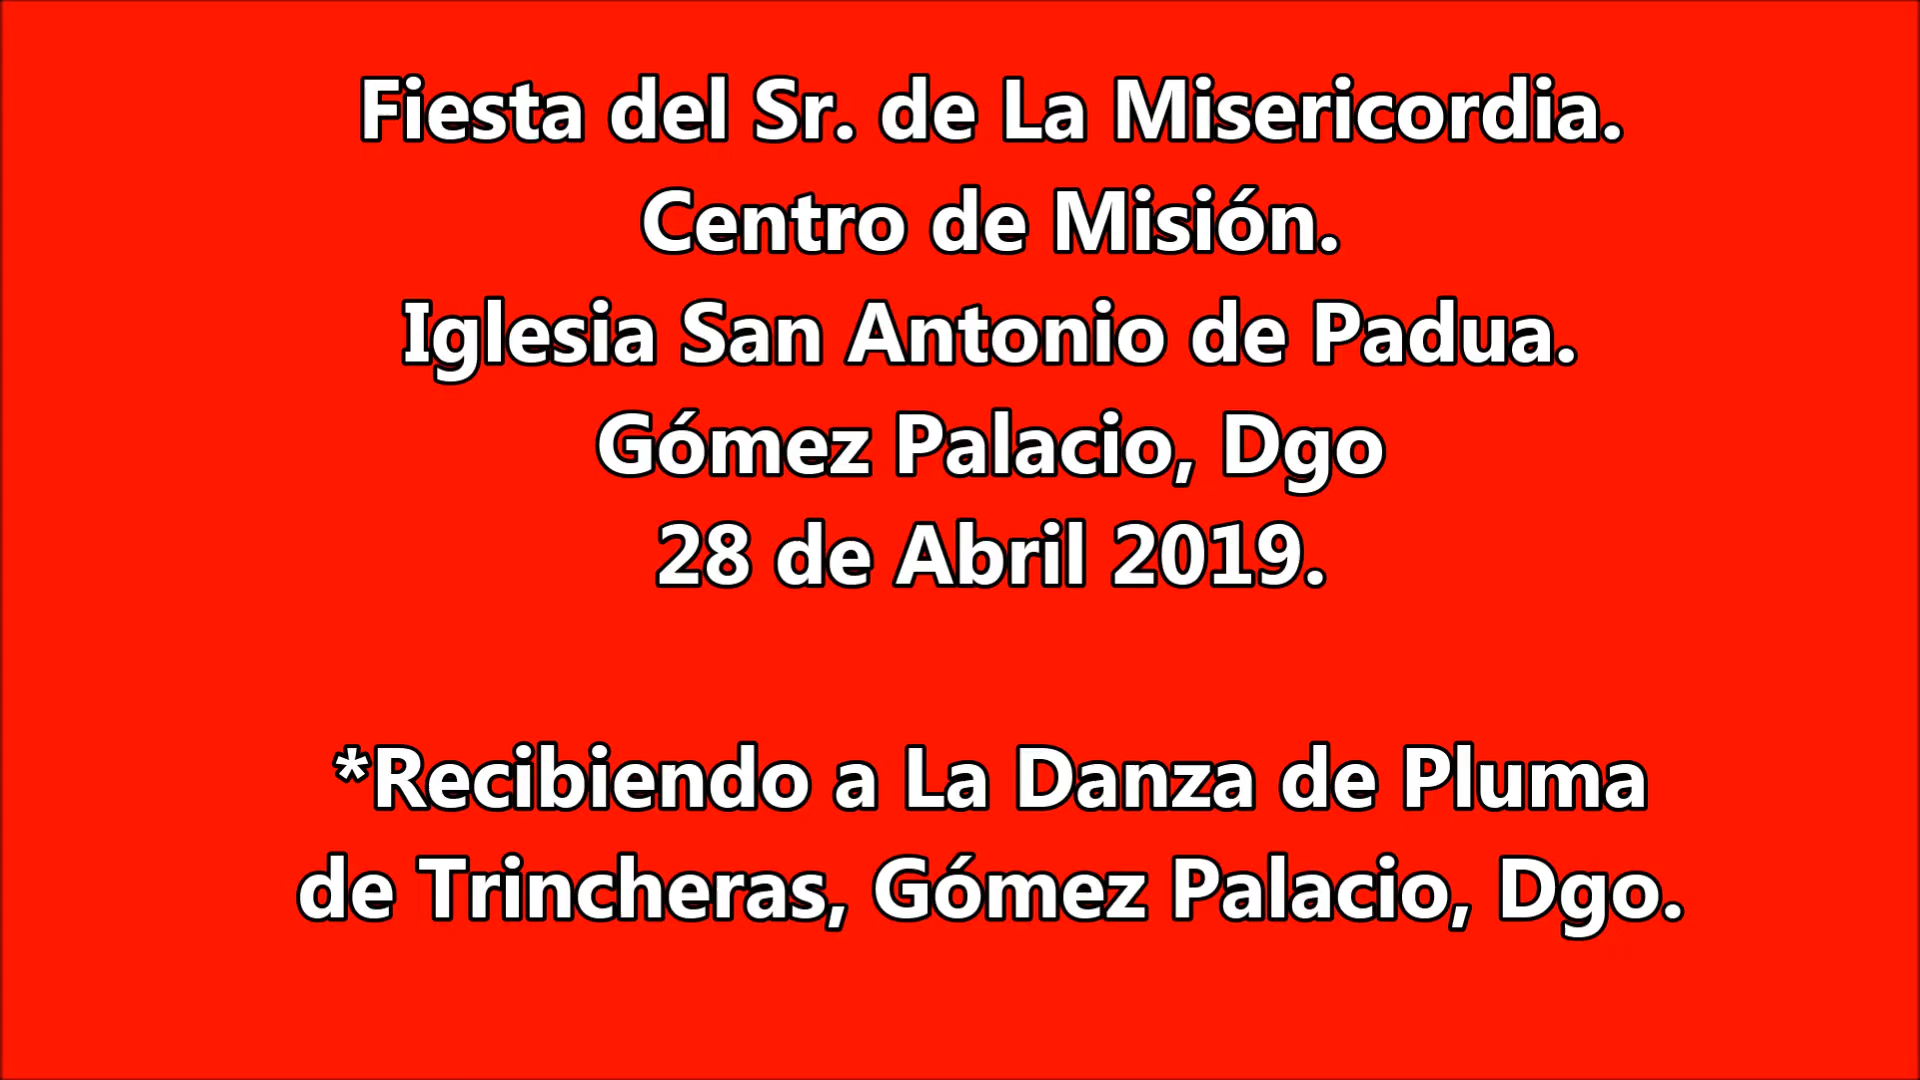 Fiesta del Sr. de La Misericordia.
Centro de Misión.
Iglesia San Antonio de Padua.
Gómez Palacio, Dgo
28 de Abril 2019.
*Recibiendo a La Danza de Pluma
de Trincheras, Gómez Palacio, Dgo.